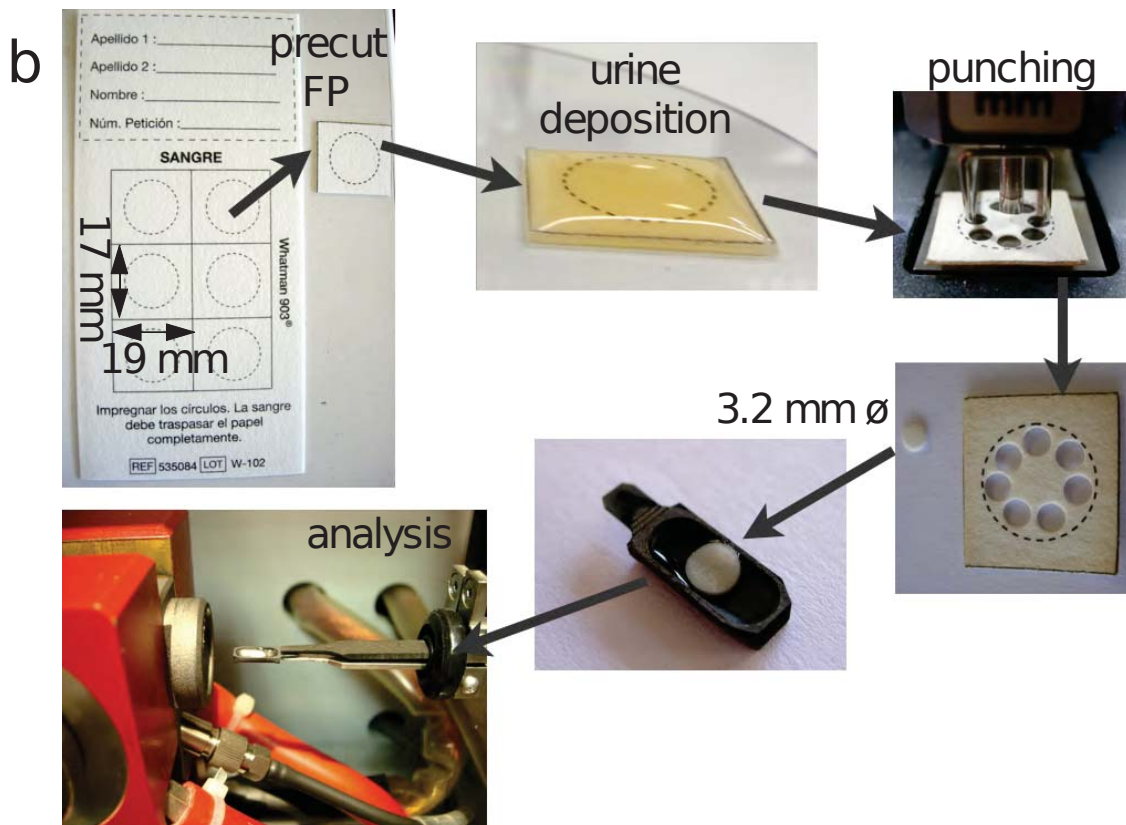 b
Apellido 1 :
Apellido 2 :
Nombre :
Núm. Petición :
SANGRE
17 mm
19 mm
Whatman 903®
Impregnar los círculos. La sangre
debe traspasar el papel
completamente.
REF 535084 LOT W-102
precut
FP
urine
deposition
punching
mm
3.2 mm ø
analysis